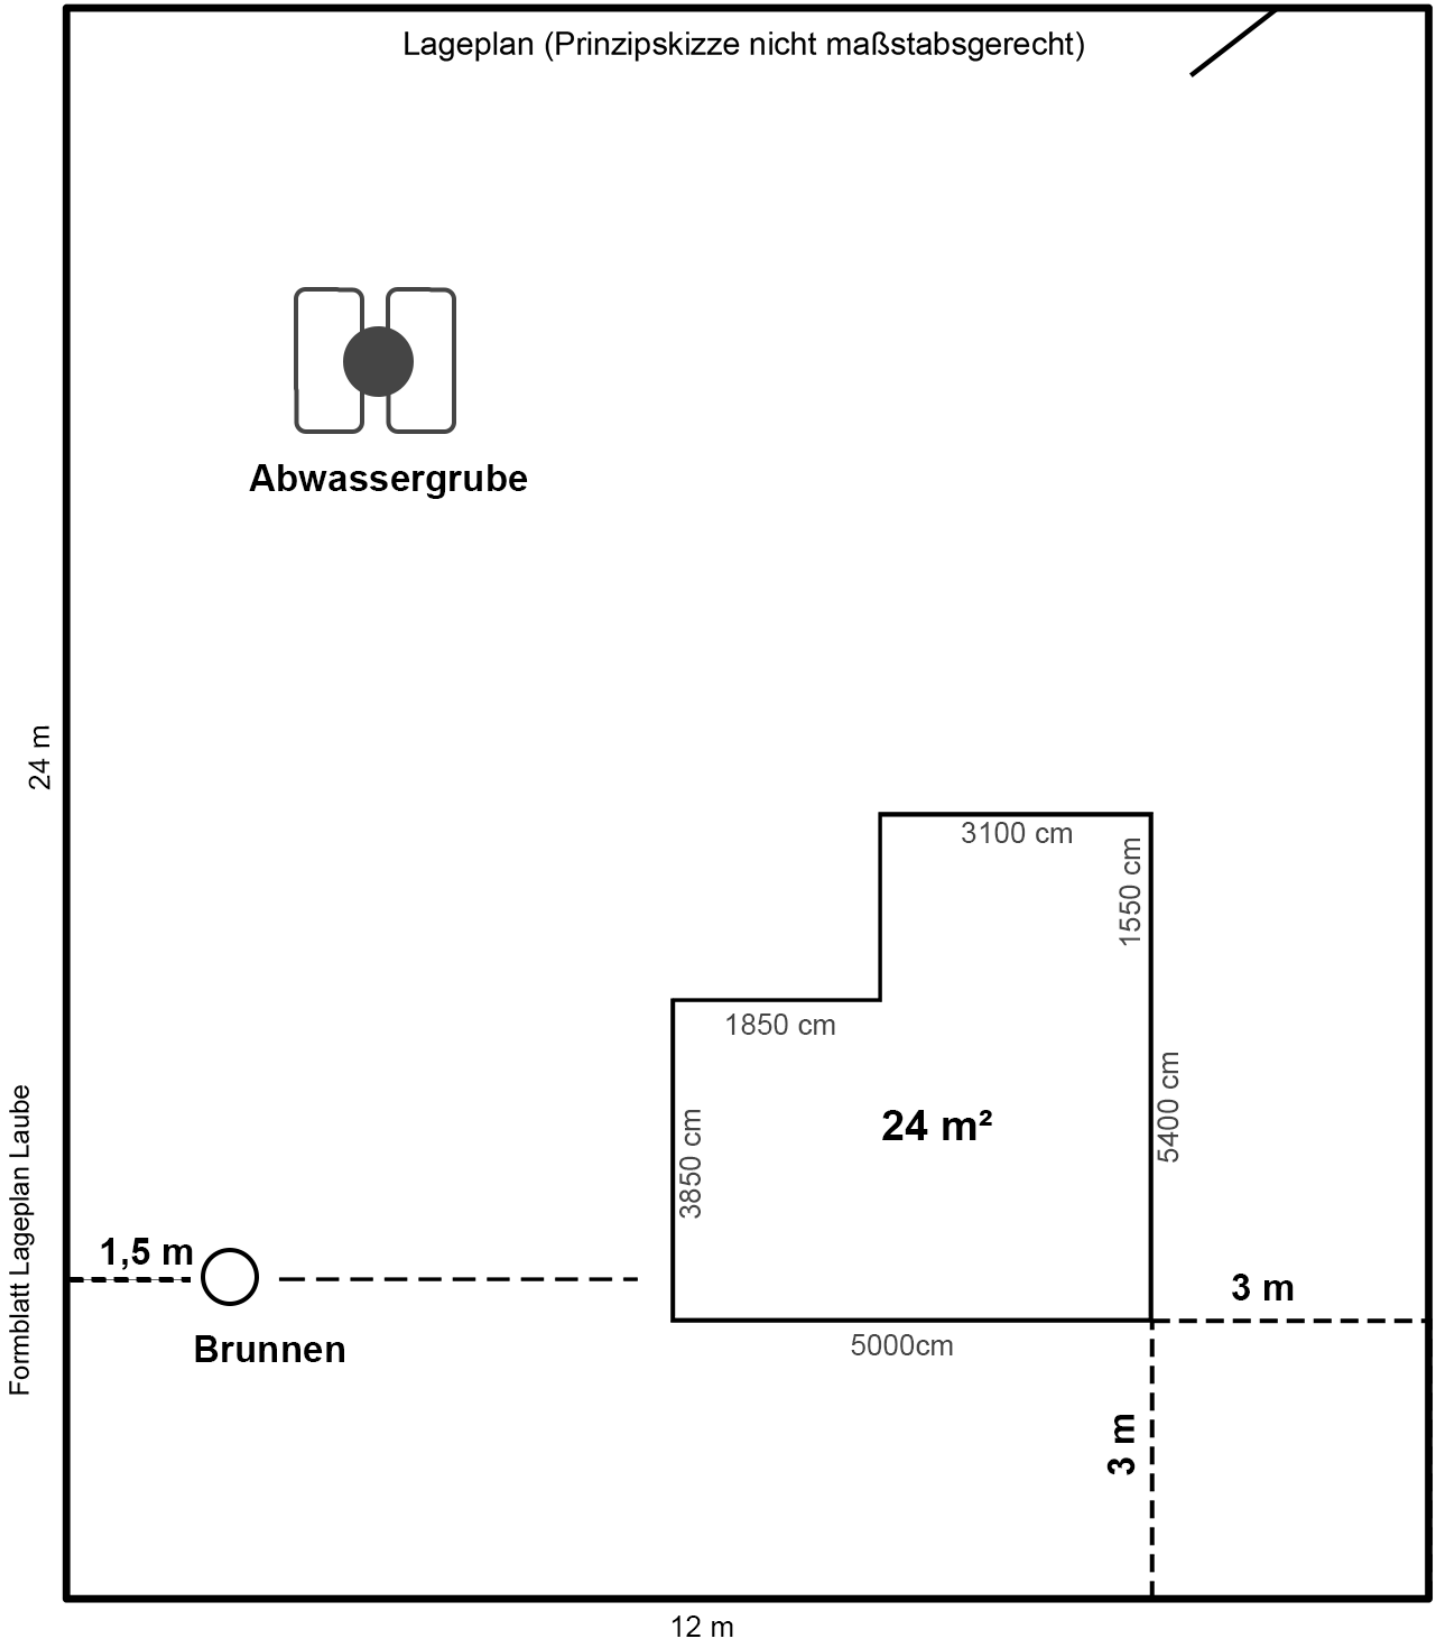 Lageplan (Prinzipskizze nicht maßstabsgerecht)
Abwassergrube
24 m
3100 cm
1550 cm
1850 cm
5400 cm
24 m²
3850 cm
Formblatt Lageplan Laube
1,5 m
3 m
Brunnen
5000cm
3 m
12 m